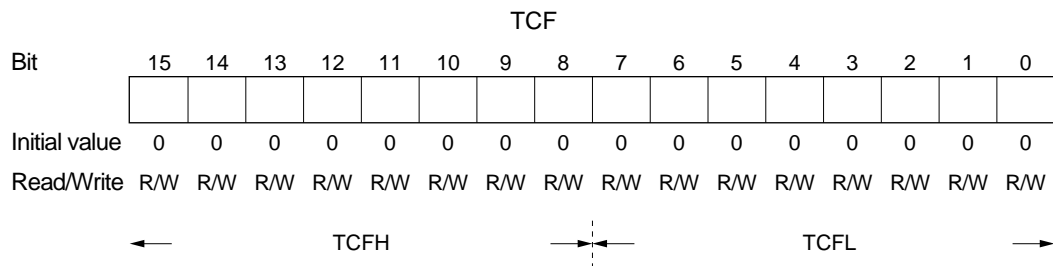 TCF
Bit 15 14 13 12 11 10 9 8 7 6 5 4 3 2 1 0
Initial value 0 0 0 0 0 0 0 0 0 0 0 0 0 0 0 0
Read/Write R/W R/W R/W R/W R/W R/W R/W R/W R/W R/W R/W R/W R/W R/W R/W R/W
TCFH TCFL